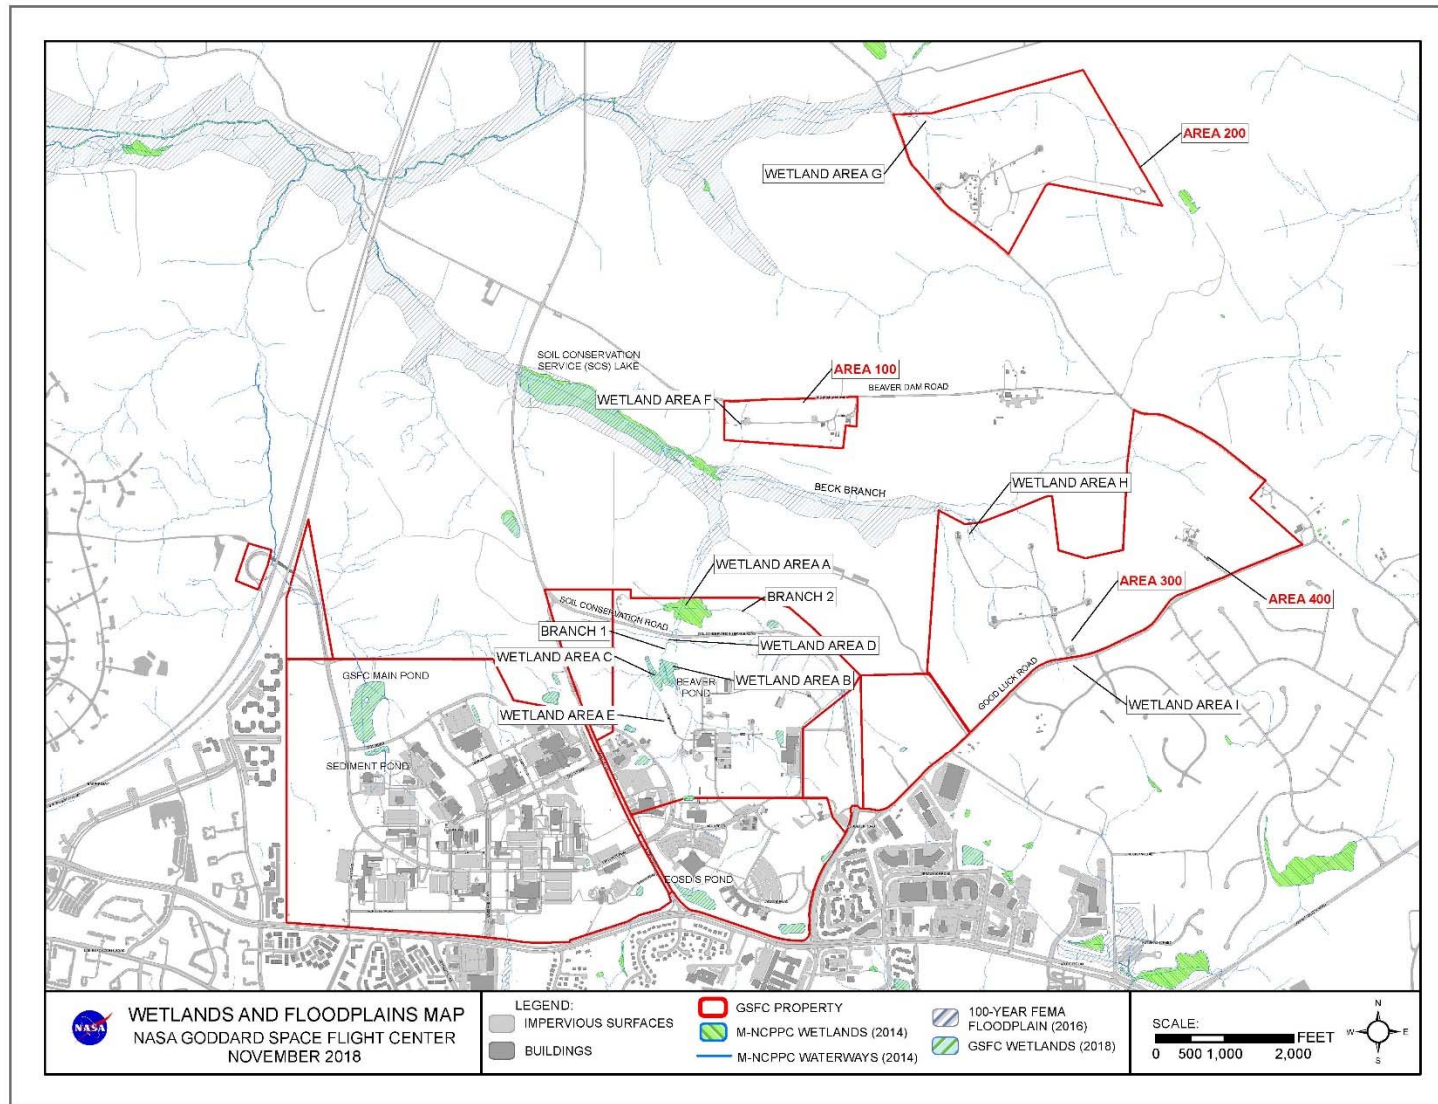 AREA 200
WETLAND AREA G
SOIL CONSERVATION
SERVICE (SCS) LAKE
AREA 100
BEAVER DAM ROAD
WETLAND AREA F
BECK BRANCH
WETLAND AREA H
WETLAND AREA A
BRANCH 2
AREA 300
AREA 400
SOIL CONSERVATION ROAD
BRANCH 1
WETLAND AREA D
WETLAND AREA C
GSFC MAIN POND
BEAVER
POND
WETLAND AREA B
GOOD LUCK ROAD
WETLAND AREA I
WETLAND AREA E
SEDIMENT POND
EOSDIS POND
NASA
WETLANDS AND FLOODPLAINS MAP
NASA GODDARD SPACE FLIGHT CENTER
NOVEMBER 2018
LEGEND:
IMPERVIOUS SURFACES
BUILDINGS
GSFC PROPERTY
M-NCPPC WETLANDS (2014)
M-NCPPC WATERWAYS (2014)
100-YEAR FEMA
FLOODPLAIN (2016)
GSFC WETLANDS (2018)
SCALE:
FEET
0 500 1,000 2,000
N
W E
S